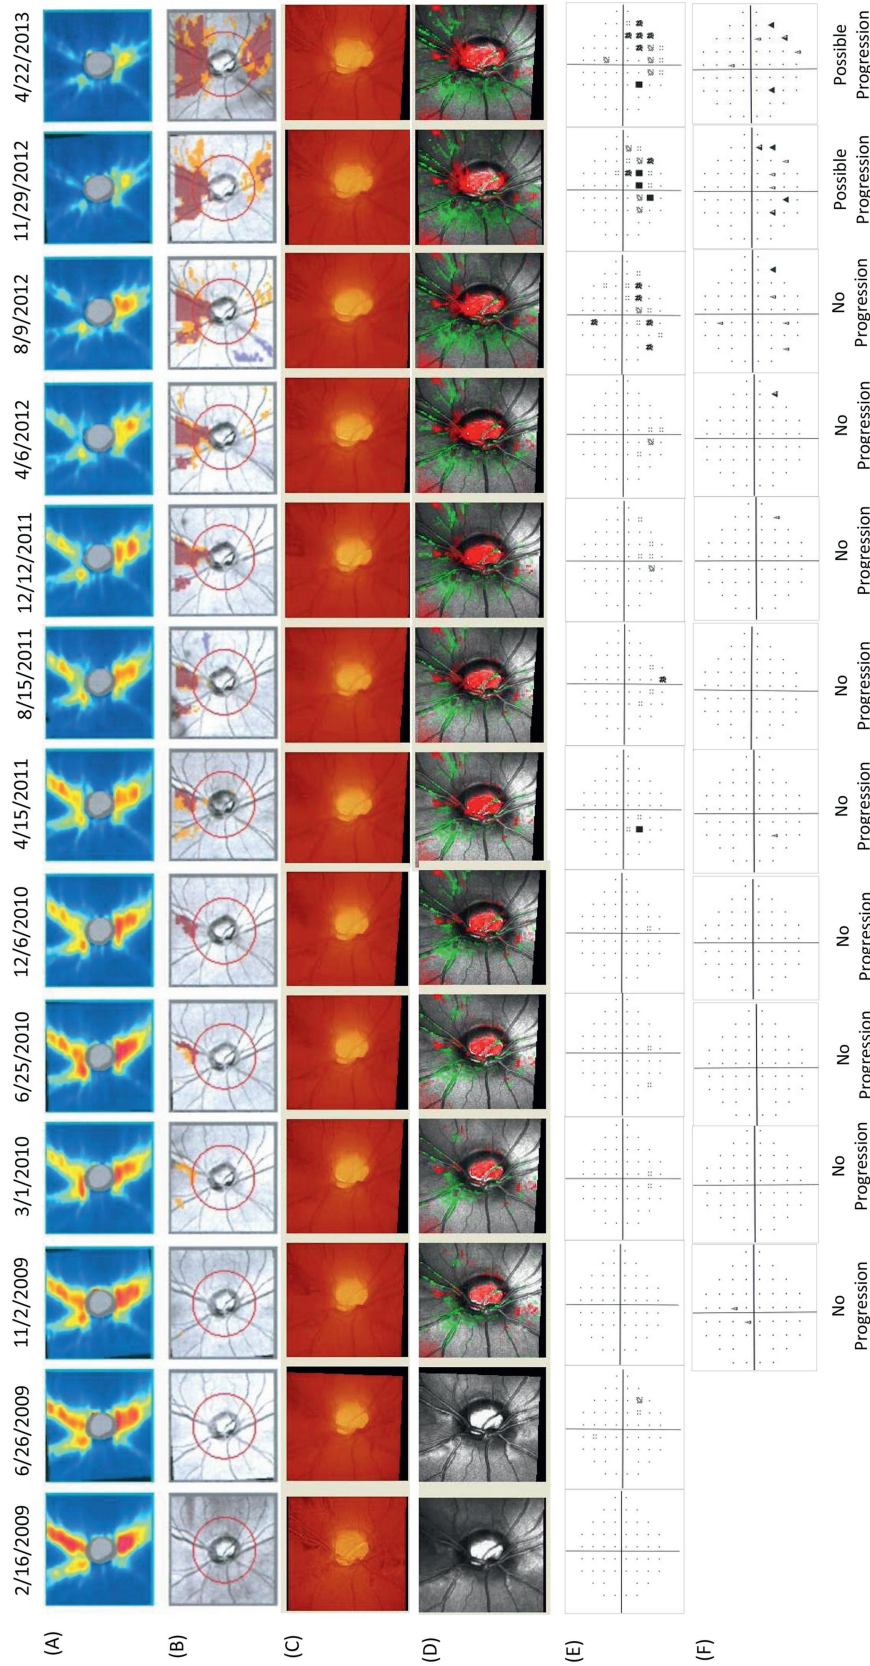 2/16/2009
6/26/2009
11/2/2009
3/1/2010
6/25/2010
12/6/2010
4/15/2011
8/15/2011
12/12/2011
4/6/2012
8/9/2012
11/29/2012
4/22/2013
(A)
(B)
(C)
(D)
(E)
(F)
No
Progression
No
Progression
No
Progression
No
Progression
No
Progression
No
Progression
No
Progression
No
Progression
No
Progression
Possible
Progression
Possible
Progression